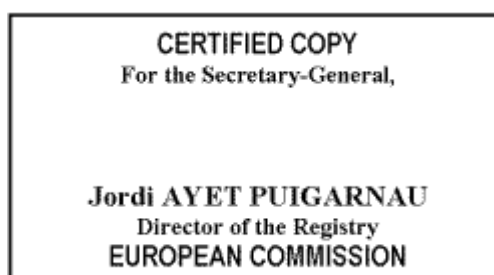 CERTIFIED COPY
For the Secretary-General,
Jordi AYET PUIGARNAU
Director of the Registry
EUROPEAN COMMISSION